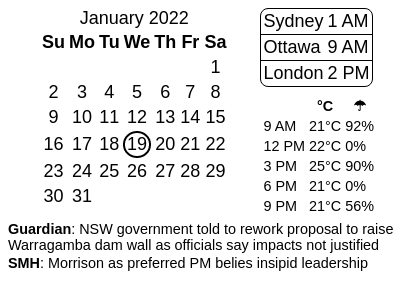 January 2022
Su Mo Tu We Th Fr Sa
1
2 3 4 5 6 7 8
9 10 11 12 13 14 15
16 17 18 19 20 21 22
23 24 25 26 27 28 29
30 31
Sydney 1 AM
Ottawa 9 AM
London 2 PM
°C ☂
9 AM 21°C 92%
12 PM 22°C 0%
3 PM 25°C 90%
6 PM 21°C 0%
9 PM 21°C 56%
Guardian: NSW government told to rework proposal to raise
Warragamba dam wall as officials say impacts not justified
SMH: Morrison as preferred PM belies insipid leadership